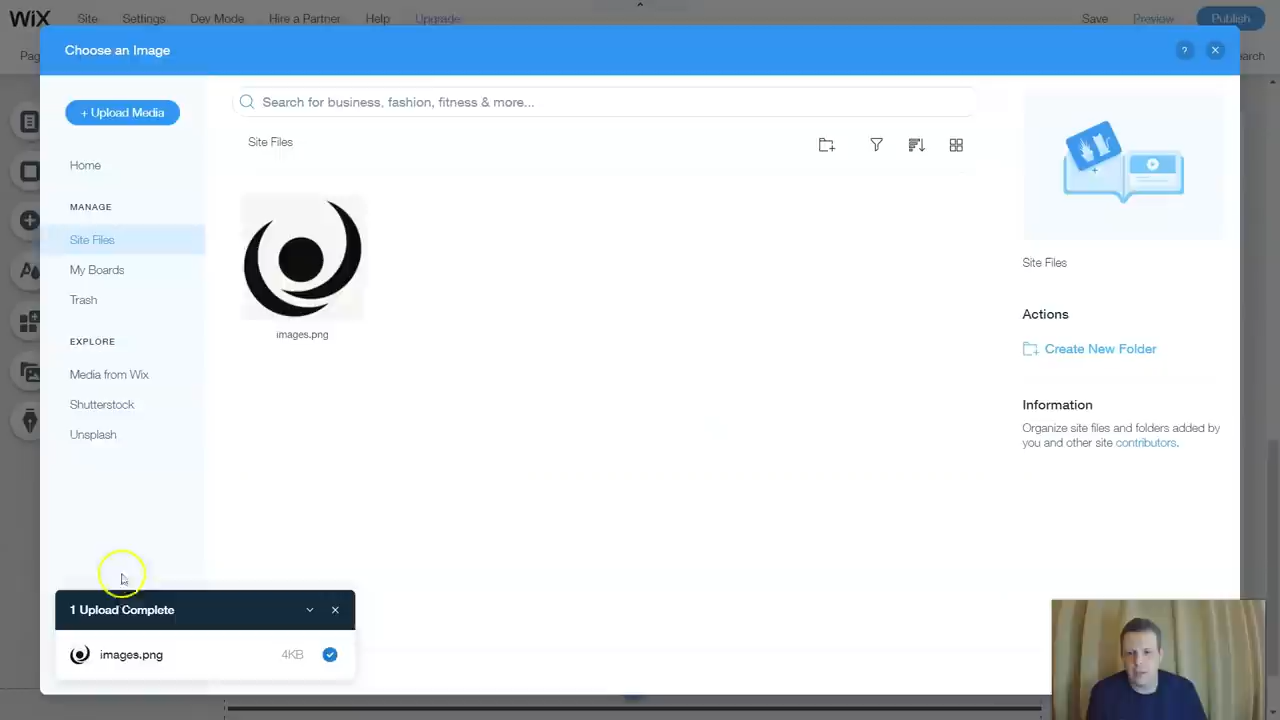 WiX Site Settings Dev Mode Hire a Partner Help Upgrade Save Preview Publish
Choose an Image ?
+ Upload Media
Search for business, fashion, fitness & more...
Site Files
Home
MANAGE
Site Files
My Boards
Trash
EXPLORE
Media from Wix
Shutterstock
Unsplash
images.png
Site Files
Actions
Create New Folder
Information
Organize site files and folders added by
you and other site contributors.
1 Upload Complete
images.png 4KB